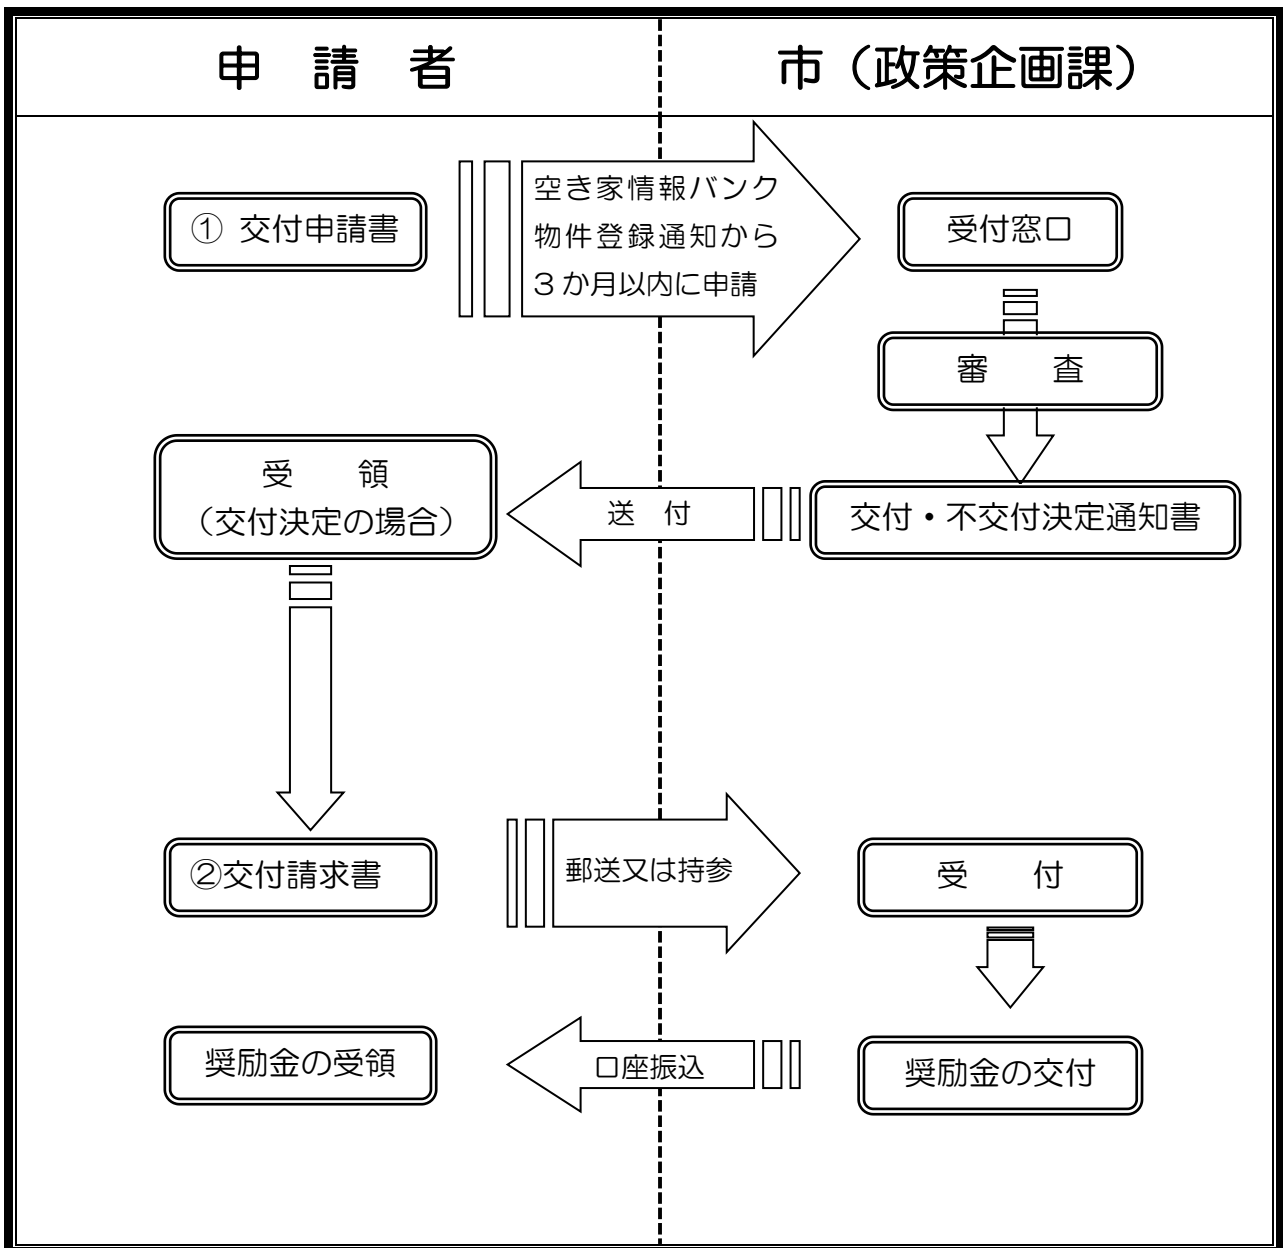 申　請　者
市（政策企画課）
① 交付申請書
空き家情報バンク
物件登録通知から
３か月以内に申請
受付窓口
審　　査
交付・不交付決定通知書
送　付
受　　領
（交付決定の場合）
②交付請求書
郵送又は持参
受　　付
奨励金の交付
口座振込
奨励金の受領